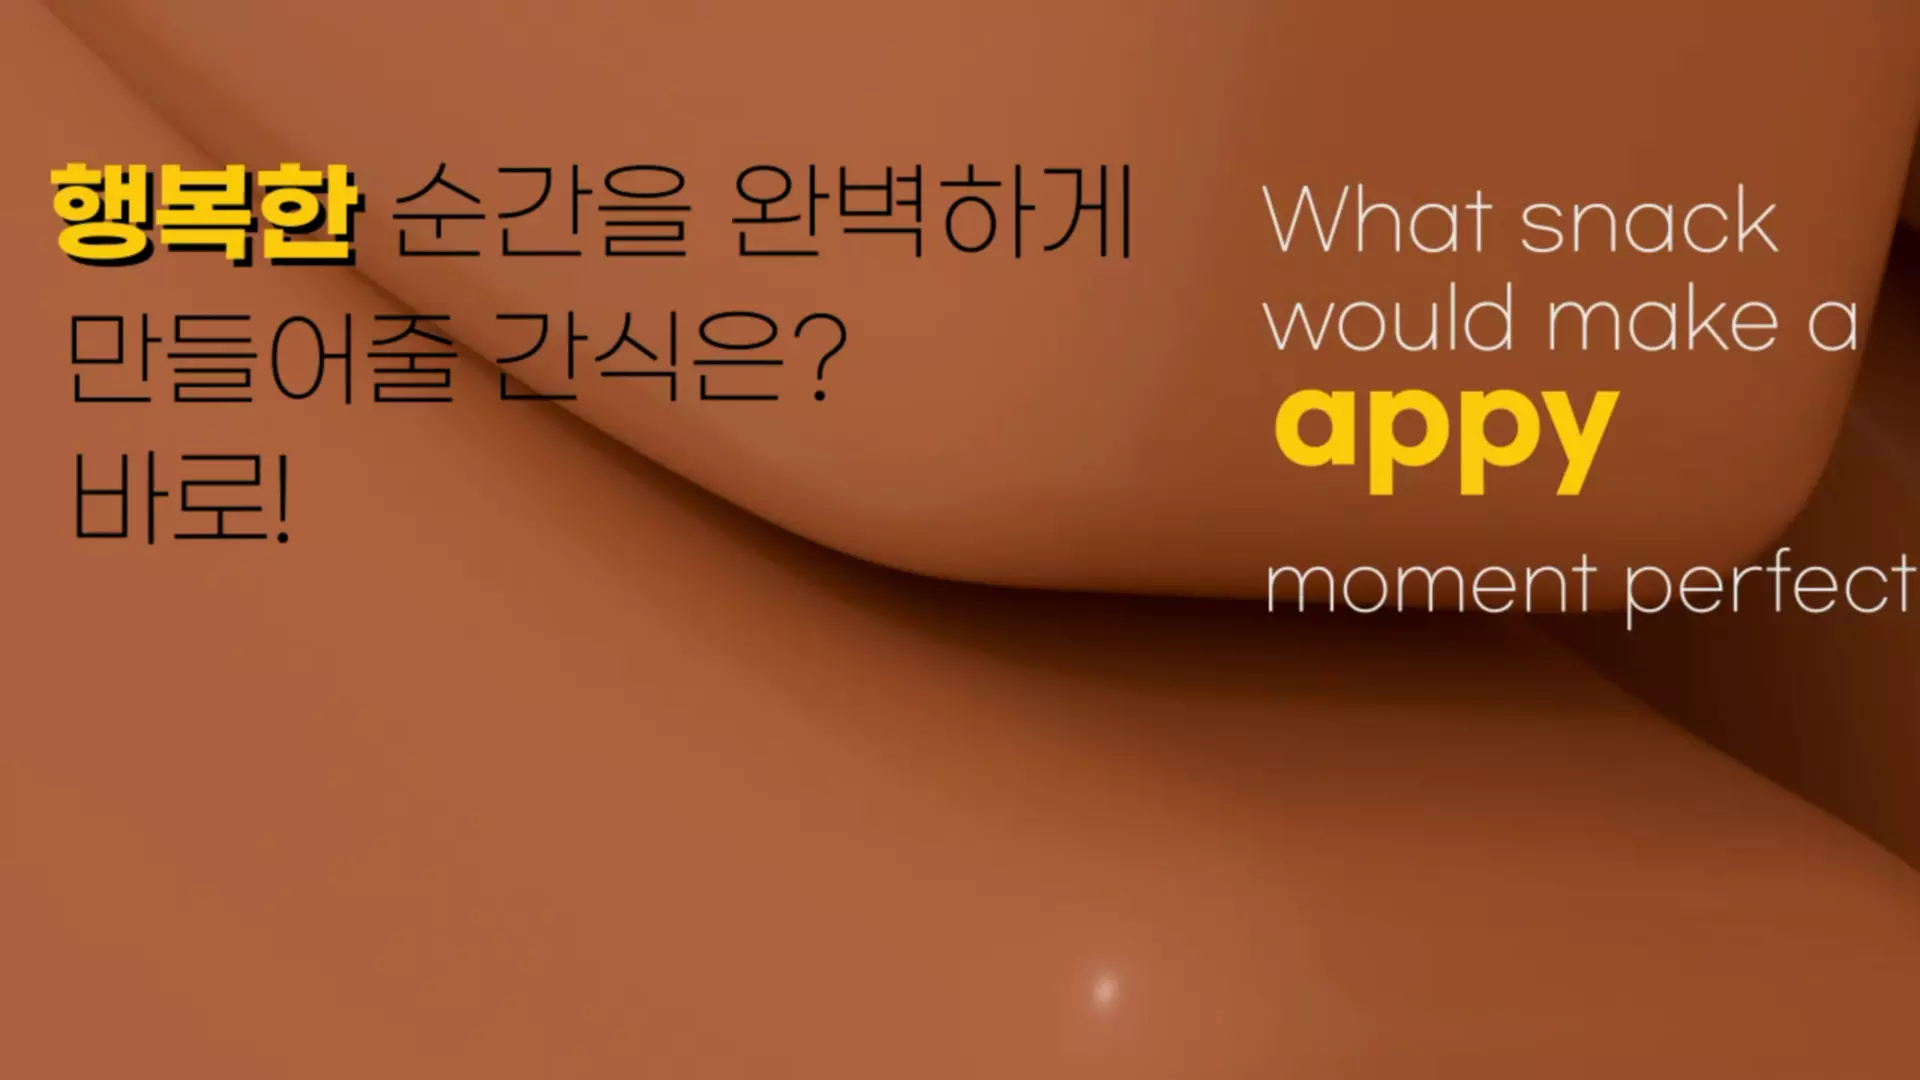 행복한 순간을 완벽하게
만들어줄 간식은?
바로!
What snack
would make a
appy
moment perfect